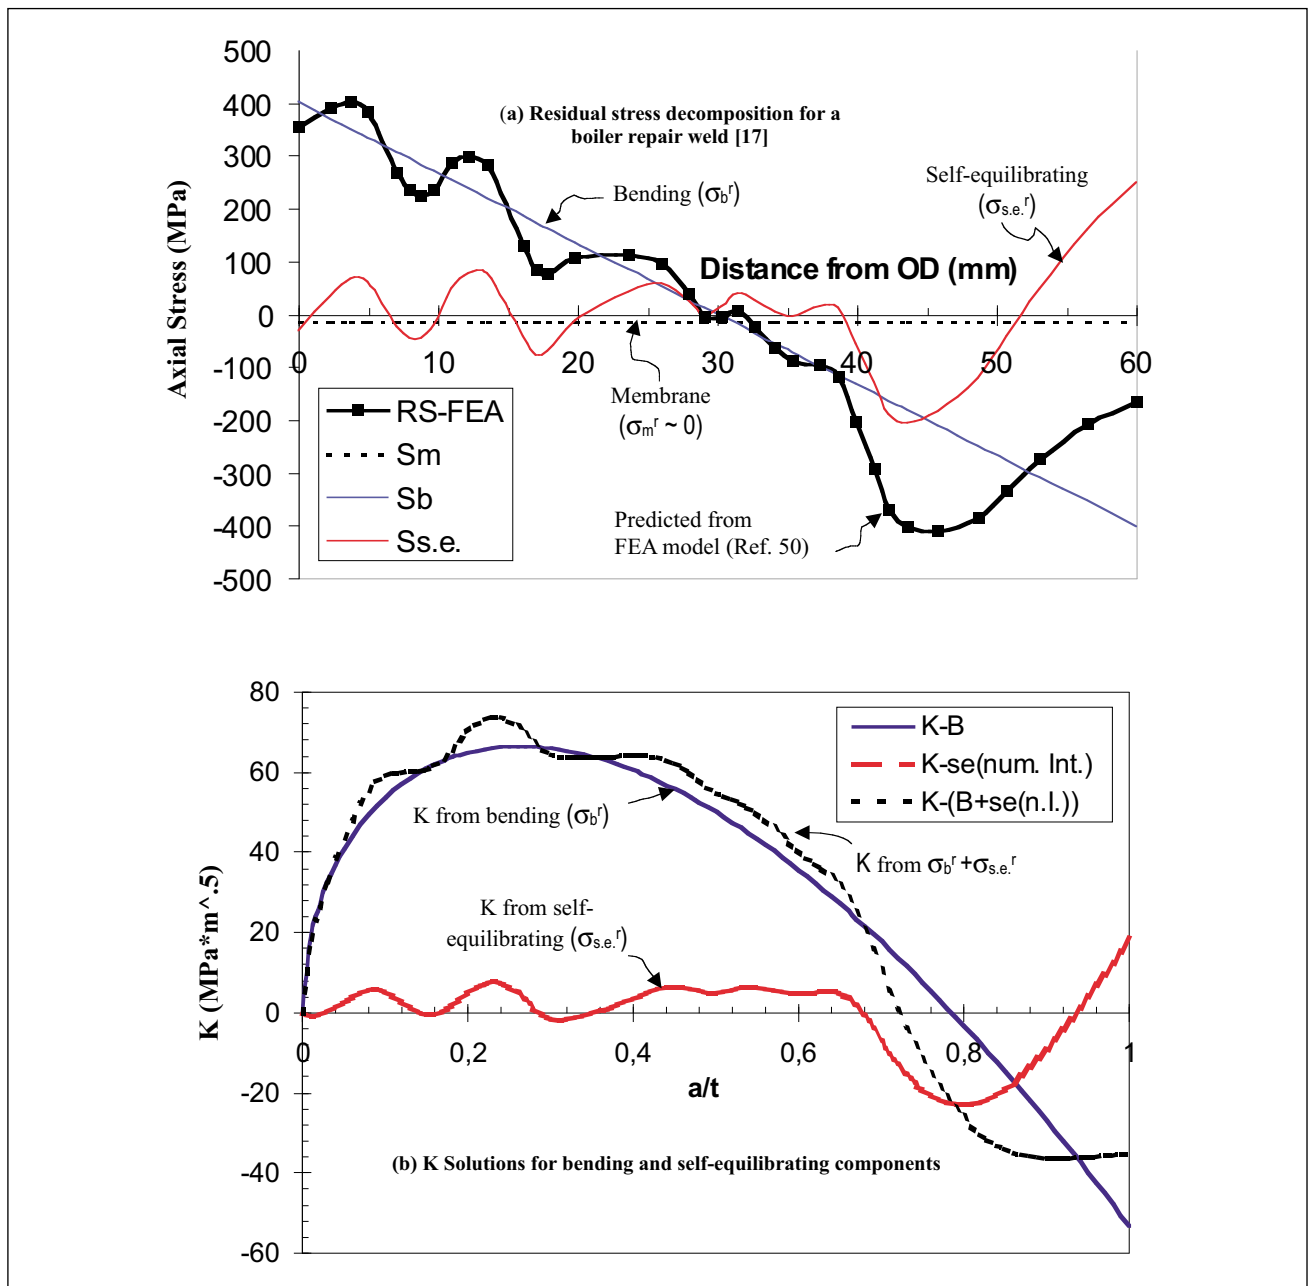 500
400
300
200
100
0
-100
-200
-300
-400
-500
Axial Stress (MPa)
(a) Residual stress decomposition for a
boiler repair weld [17]
Bending (σbʳ)
Self-equilibrating
(σs.e.ʳ)
Distance from OD (mm)
0 10 20 30 40 50 60
Membrane
(σmʳ ~ 0)
RS-FEA
Sm
Sb
Ss.e.
Predicted from
FEA model (Ref. 50)
80
60
40
20
0
-20
-40
-60
K (MPa*m^.5)
K-B
K-se(num. Int.)
K-(B+se(n.I.))
K from bending (σbʳ)
K from σbʳ+σs.e.ʳ
K from self-
equilibrating (σs.e.ʳ)
0 0,2 0,4 0,6 0,8 1
a/t
(b) K Solutions for bending and self-equilibrating components